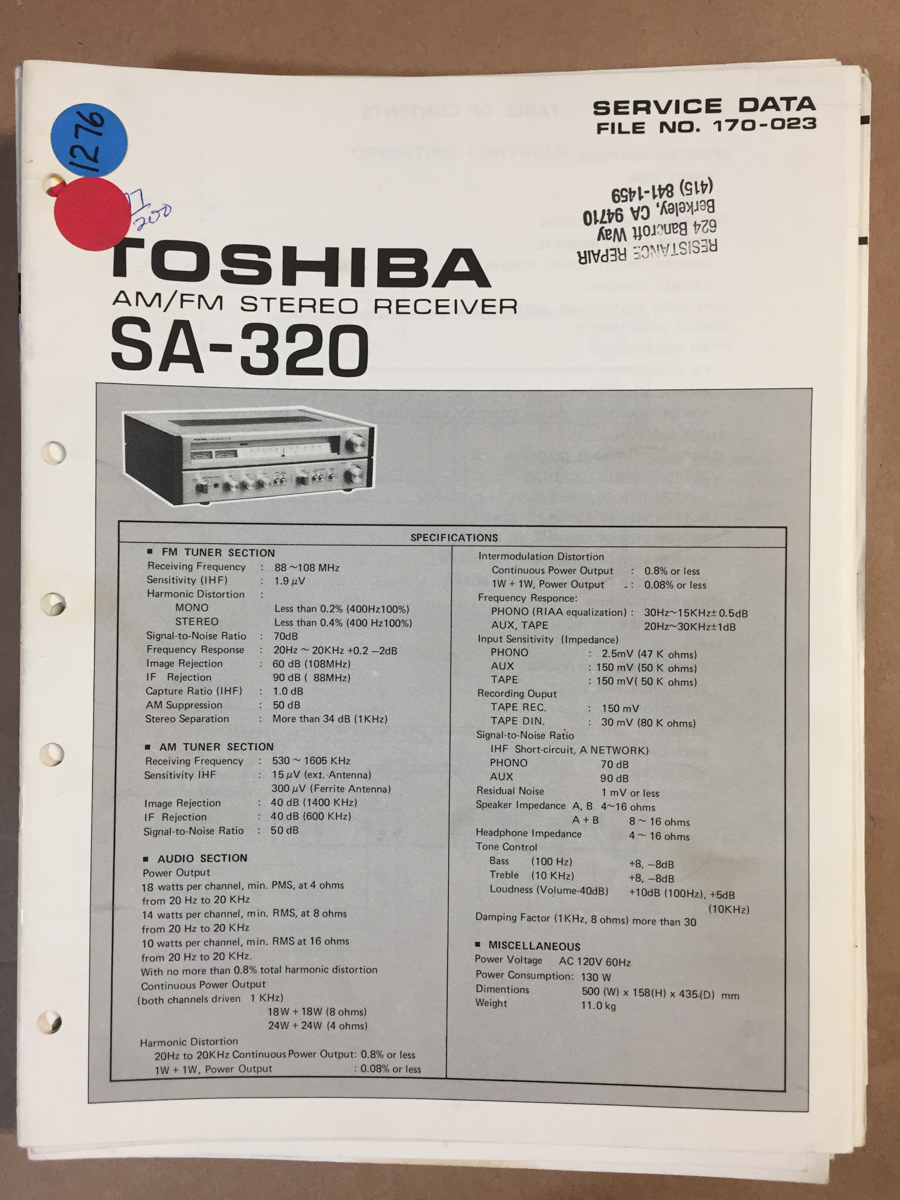 SERVICE DATA
FILE NO. 170-023
1276
RESISTANCE REPAIR
624 Bancroft Way
Berkeley, CA 94710
(415) 841-1459
200
TOSHIBA
AM/FM STEREO RECEIVER
SA-320
SPECIFICATIONS
■ FM TUNER SECTION
Receiving Frequency : 88 ~108 MHz
Sensitivity (IHF) : 1.9 μV
Harmonic Distortion :
MONO Less than 0.2% (400Hz100%)
STEREO Less than 0.4% (400 Hz100%)
Signal-to-Noise Ratio : 70dB
Frequency Response : 20Hz ~ 20KHz +0.2 −2dB
Image Rejection : 60 dB (108MHz)
IF Rejection 90 dB ( 88MHz)
Capture Ratio (IHF) : 1.0 dB
AM Suppression : 50 dB
Stereo Separation : More than 34 dB (1KHz)
■ AM TUNER SECTION
Receiving Frequency : 530 ~ 1605 KHz
Sensitivity IHF : 15 μV (ext. Antenna)
300 μV (Ferrite Antenna)
Image Rejection : 40 dB (1400 KHz)
IF Rejection : 40 dB (600 KHz)
Signal-to-Noise Ratio : 50 dB
■ AUDIO SECTION
Power Output
18 watts per channel, min. PMS, at 4 ohms
from 20 Hz to 20 KHz
14 watts per channel, min. RMS, at 8 ohms
from 20 Hz to 20 KHz
10 watts per channel, min. RMS at 16 ohms
from 20 Hz to 20 KHz.
With no more than 0.8% total harmonic distortion
Continuous Power Output
(both channels driven 1 KHz)
18W + 18W (8 ohms)
24W + 24W (4 ohms)
Harmonic Distortion
20Hz to 20KHz Continuous Power Output: 0.8% or less
1W + 1W, Power Output : 0.08% or less
Intermodulation Distortion
Continuous Power Output : 0.8% or less
1W + 1W, Power Output : 0.08% or less
Frequency Responce:
PHONO (RIAA equalization) : 30Hz~15KHz± 0.5dB
AUX, TAPE 20Hz~30KHz±1dB
Input Sensitivity (Impedance)
PHONO : 2.5mV (47 K ohms)
AUX : 150 mV (50 K ohms)
TAPE : 150 mV( 50 K ohms)
Recording Ouput
TAPE REC. : 150 mV
TAPE DIN. : 30 mV (80 K ohms)
Signal-to-Noise Ratio
IHF Short-circuit, A NETWORK)
PHONO 70 dB
AUX 90 dB
Residual Noise 1 mV or less
Speaker Impedance A, B 4~16 ohms
A + B 8 ~ 16 ohms
Headphone Impedance 4 ~ 16 ohms
Tone Control
Bass (100 Hz) +8, −8dB
Treble (10 KHz) +8, −8dB
Loudness (Volume-40dB) +10dB (100Hz), +5dB
(10KHz)
Damping Factor (1KHz, 8 ohms) more than 30
■ MISCELLANEOUS
Power Voltage AC 120V 60Hz
Power Consumption: 130 W
Dimentions 500 (W) x 158(H) x 435(D) mm
Weight 11.0 kg